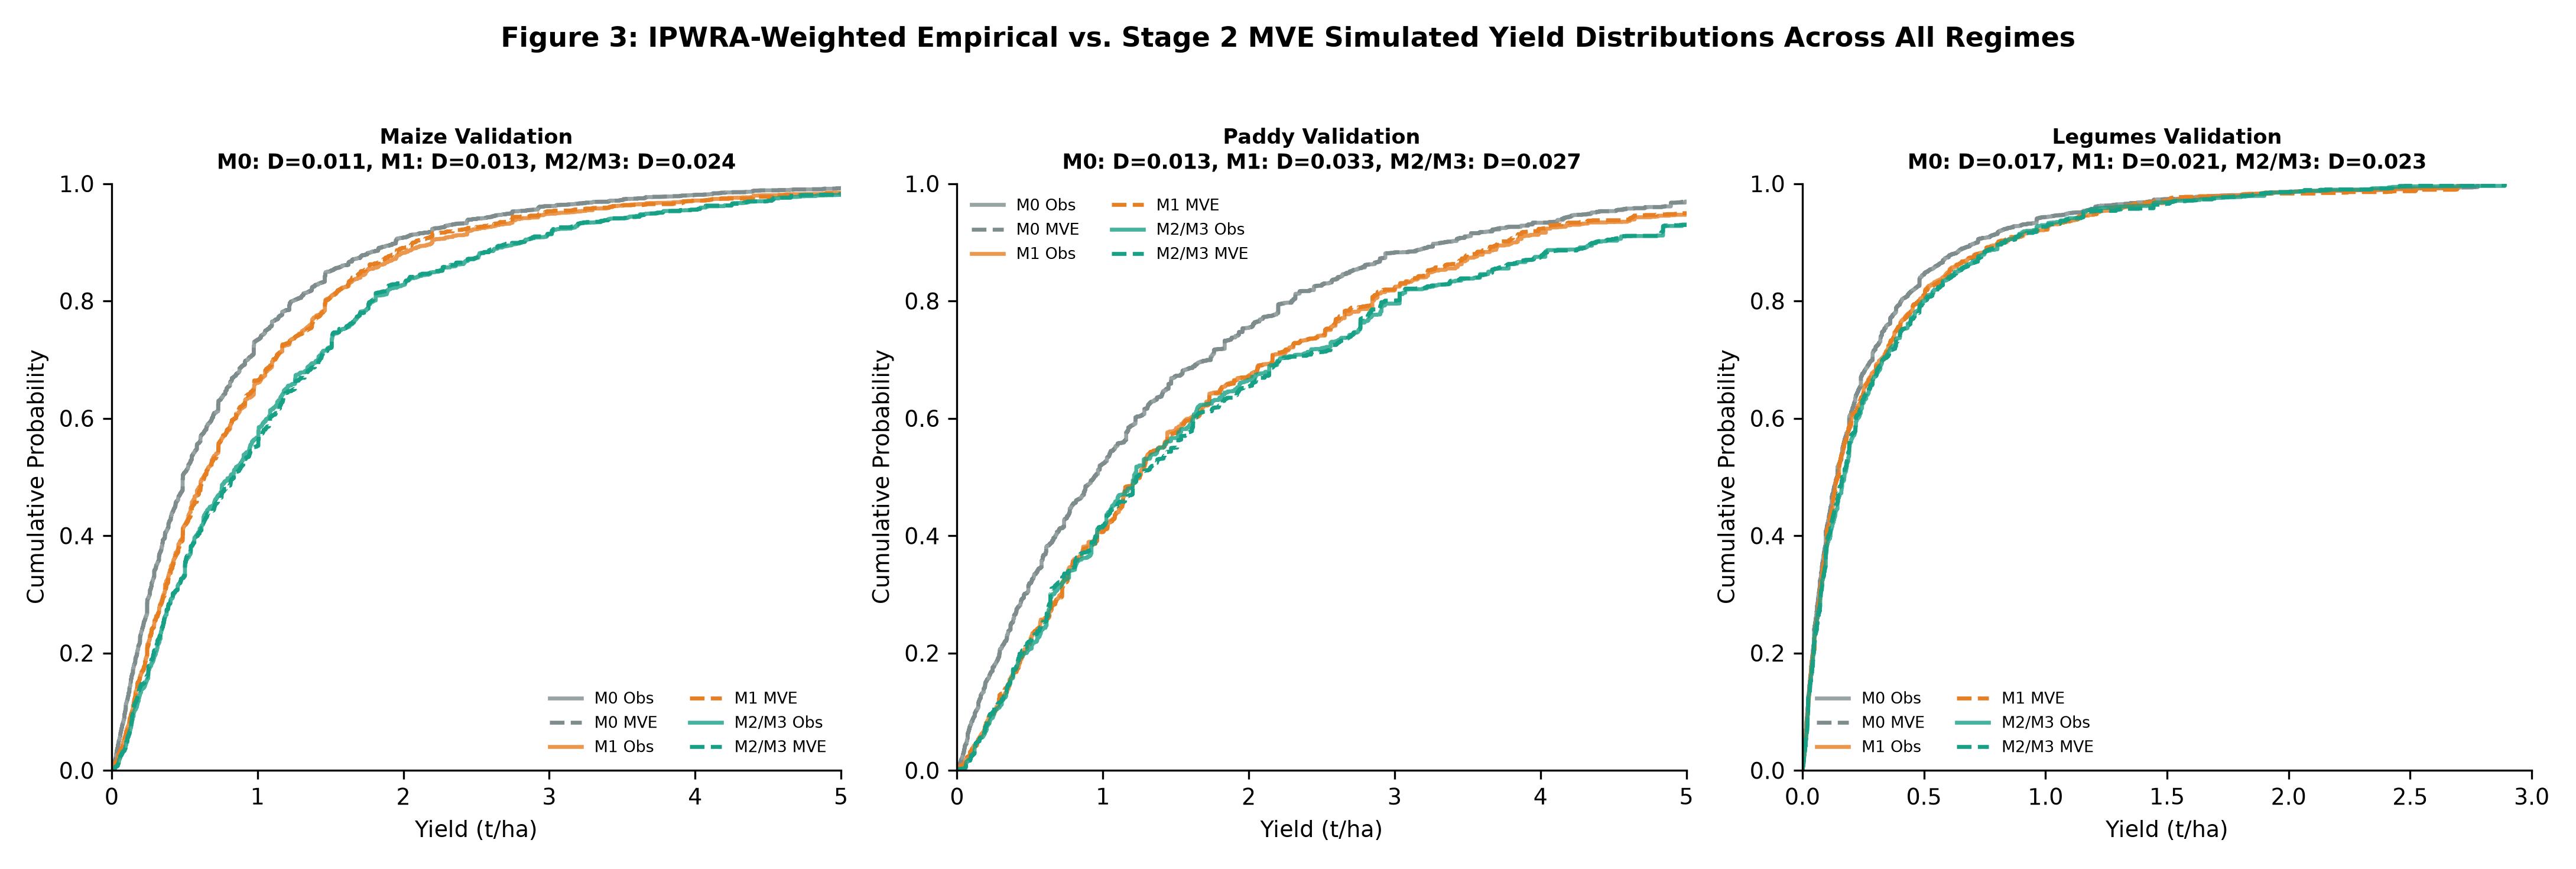 Figure 3: IPWRA-Weighted Empirical vs. Stage 2 MVE Simulated Yield Distributions Across All Regimes
Maize Validation
M0: D=0.011, M1: D=0.013, M2/M3: D=0.024
Cumulative Probability
1.0
0.8
0.6
0.4
0.2
0.0
M0 Obs
M0 MVE
M1 Obs
M1 MVE
M2/M3 Obs
M2/M3 MVE
0 1 2 3 4 5
Yield (t/ha)
Paddy Validation
M0: D=0.013, M1: D=0.033, M2/M3: D=0.027
Cumulative Probability
1.0
0.8
0.6
0.4
0.2
0.0
M0 Obs
M0 MVE
M1 Obs
M1 MVE
M2/M3 Obs
M2/M3 MVE
0 1 2 3 4 5
Yield (t/ha)
Legumes Validation
M0: D=0.017, M1: D=0.021, M2/M3: D=0.023
Cumulative Probability
1.0
0.8
0.6
0.4
0.2
0.0
M0 Obs
M0 MVE
M1 Obs
M1 MVE
M2/M3 Obs
M2/M3 MVE
0.0 0.5 1.0 1.5 2.0 2.5 3.0
Yield (t/ha)